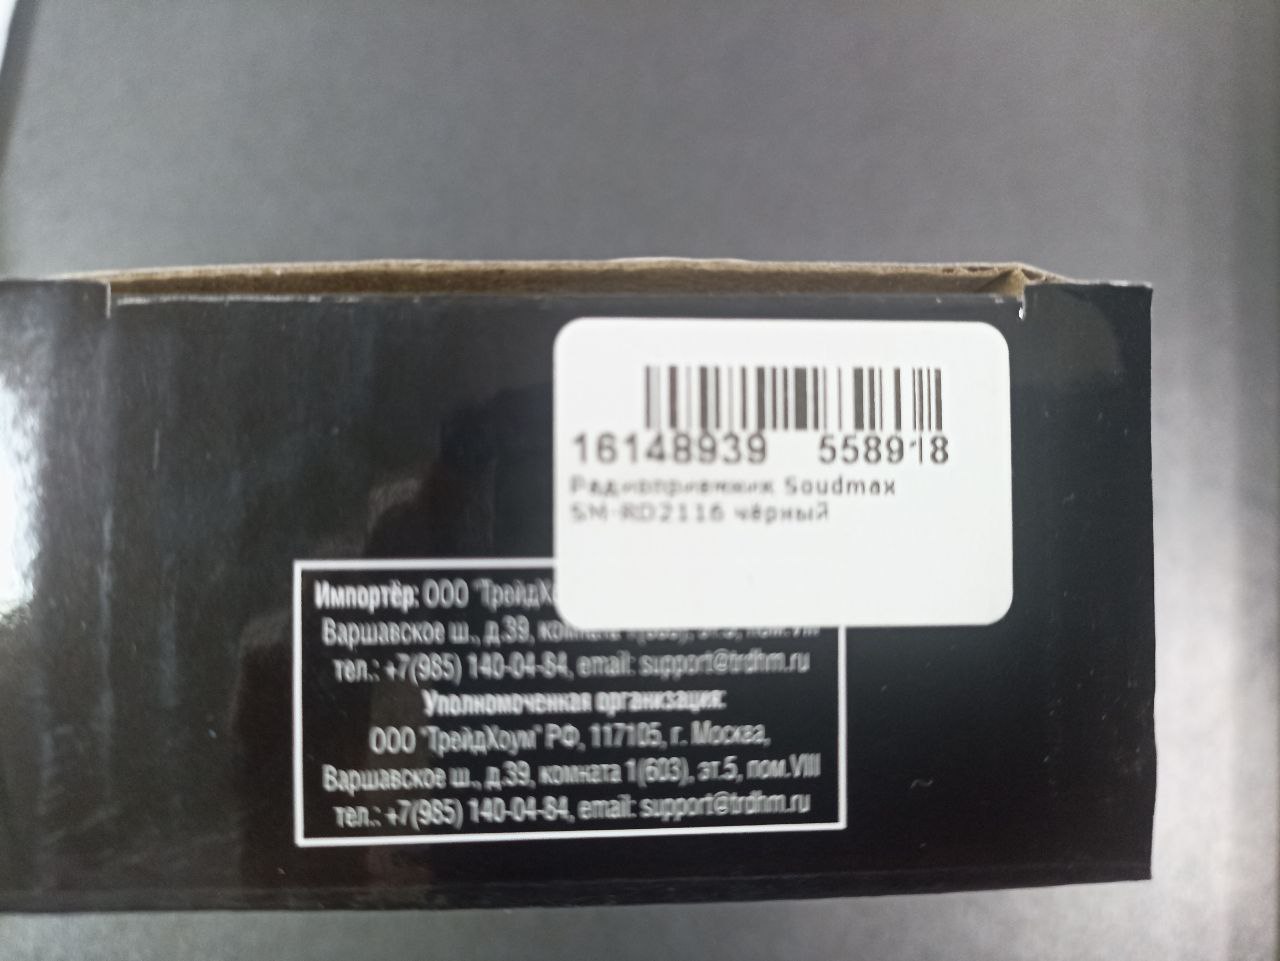 16148939 558918
Радиоприемник Soudmax
SM-RD2116 чёрный
Импортёр: ООО "ТрейдХ
Варшавское ш., д.39, комната
тел.: +7(985) 140-04-84, email: support@trdhm.ru
Уполномоченная организация:
ООО "ТрейдХоум" РФ, 117105, г. Москва,
Варшавское ш., д.39, комната 1(603), эт.5, пом.VIII
тел.: +7(985) 140-04-84, email: support@trdhm.ru